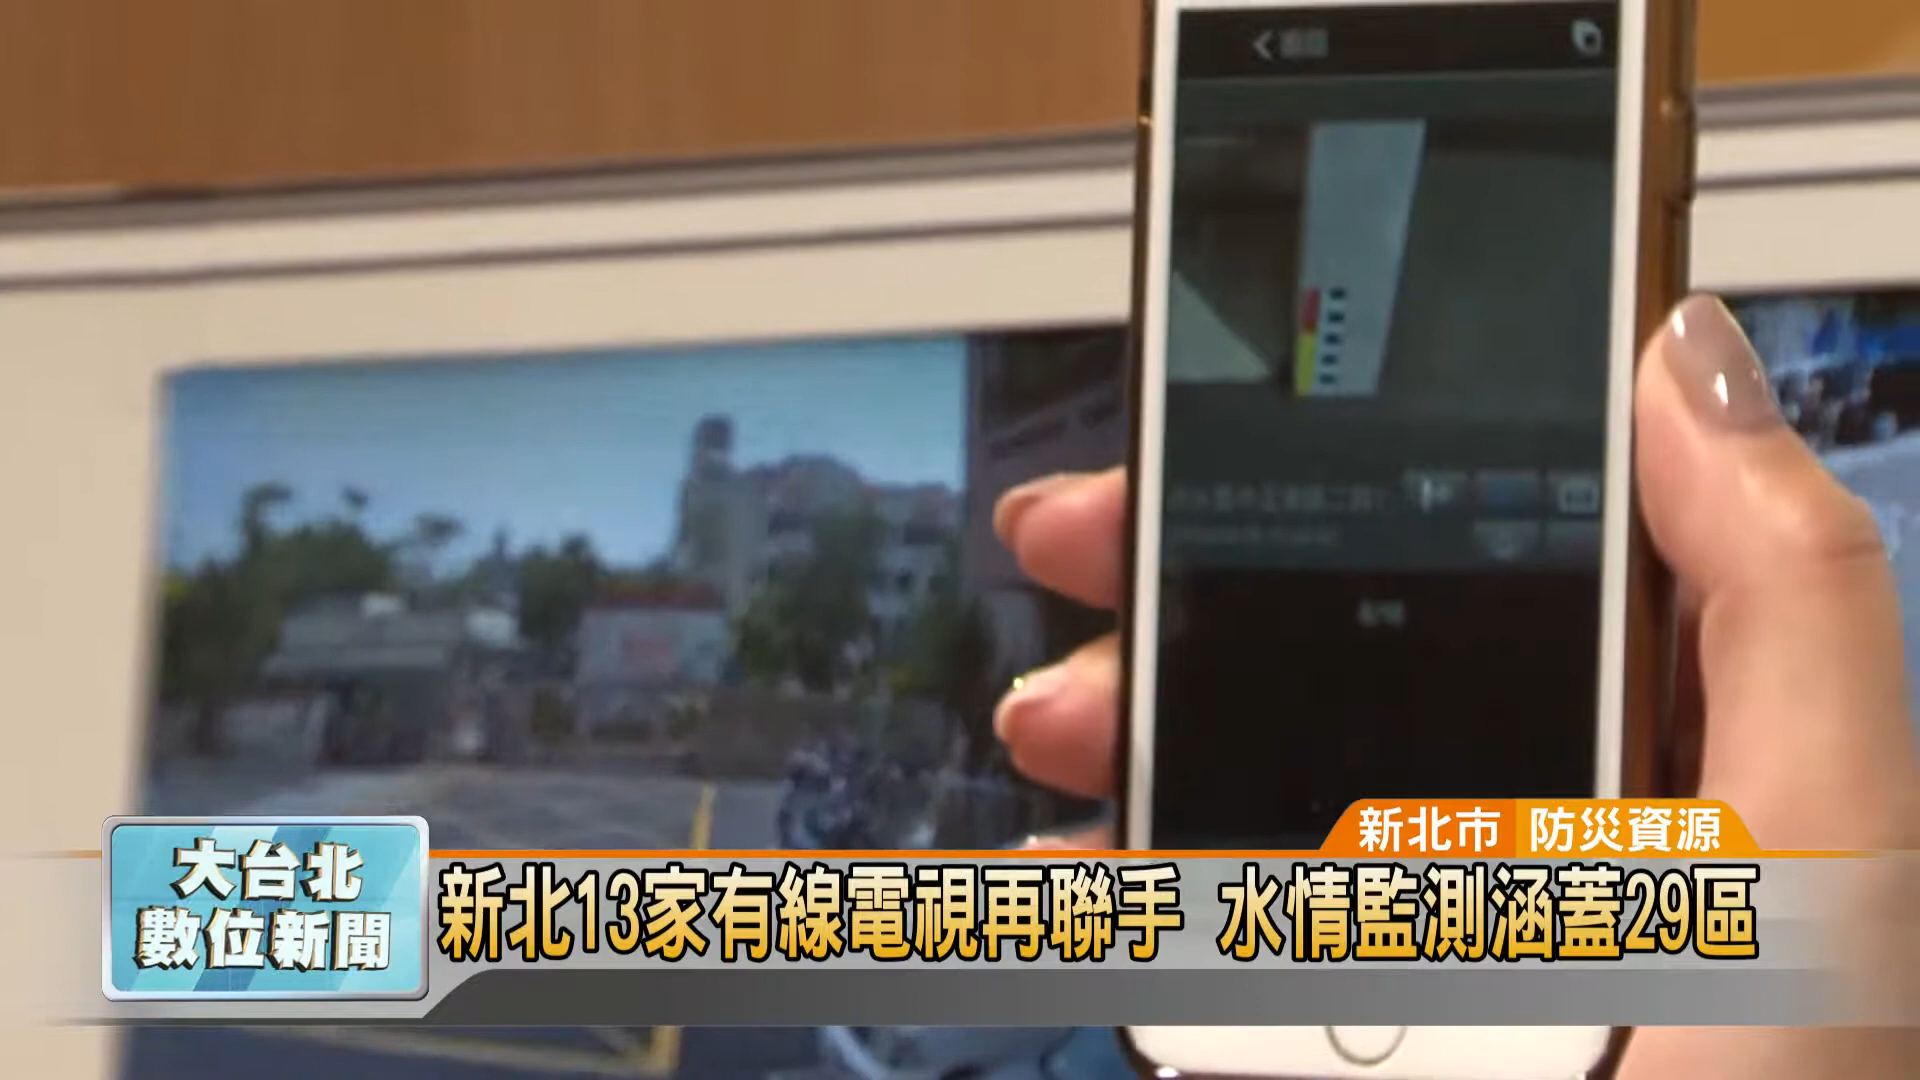 新北市 防災資源
大台北
數位新聞
新北13家有線電視再聯手 水情監測涵蓋29區